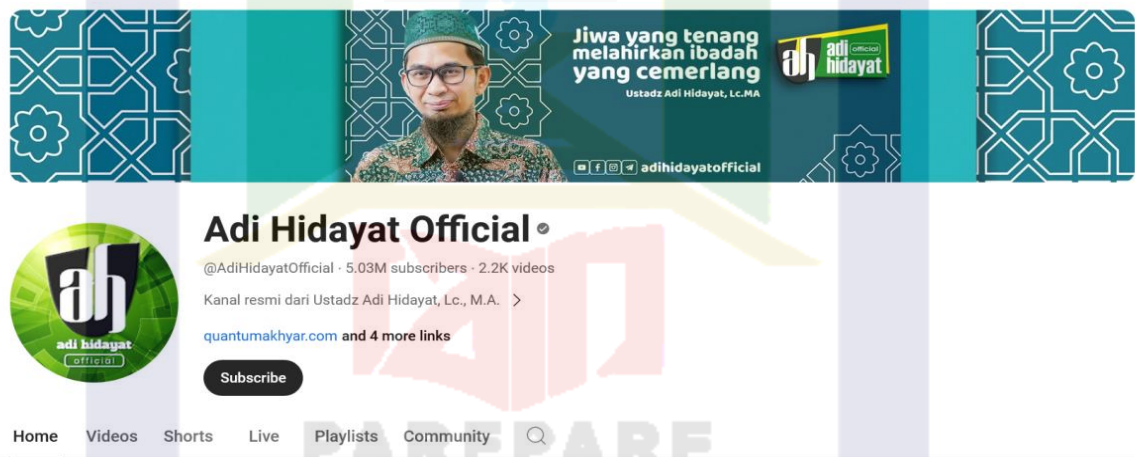 Jiwa yang tenang
melahirkan ibadah
yang cemerlang
Ustadz Adi Hidayat, Lc.MA
ah adi official
hidayat
adihidayatofficial
Adi Hidayat Official
@AdiHidayatOfficial · 5.03M subscribers · 2.2K videos
Kanal resmi dari Ustadz Adi Hidayat, Lc., M.A. >
quantumakhyar.com and 4 more links
ah
adi hidayat
official
Subscribe
Home Videos Shorts Live Playlists Community
PAREPARE